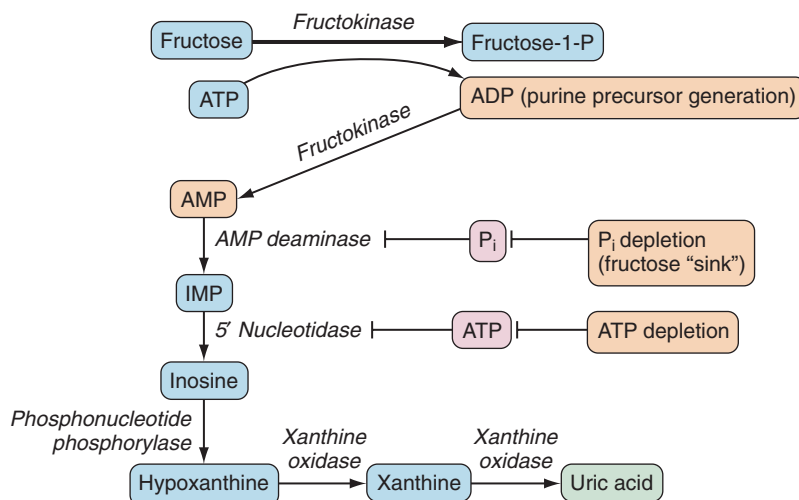 Fructokinase
Fructose
Fructose-1-P
ATP
ADP (purine precursor generation)
Fructokinase
AMP
AMP deaminase
Pi
Pi depletion
(fructose “sink”)
IMP
5′ Nucleotidase
ATP
ATP depletion
Inosine
Phosphonucleotide
phosphorylase
Xanthine
oxidase
Xanthine
oxidase
Hypoxanthine
Xanthine
Uric acid